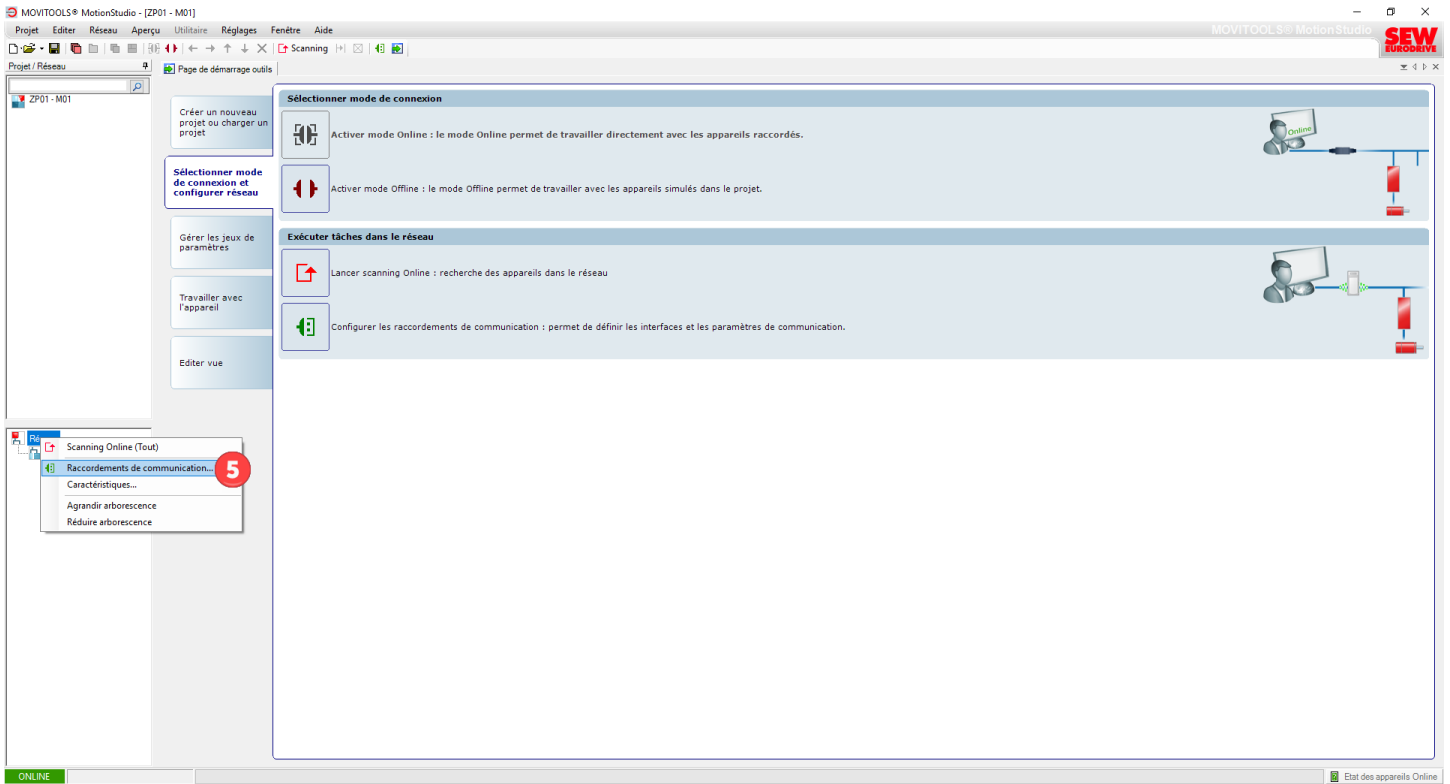 MOVITOOLS® MotionStudio - [ZP01 - M01]
Projet Editer Réseau Aperçu Utilitaire Réglages Fenêtre Aide
MOVITOOLS® MotionStudio
SEW
EURODRIVE
Scanning
Projet / Réseau
Page de démarrage outils
ZP01 - M01
Créer un nouveau
projet ou charger un
projet
Sélectionner mode
de connexion et
configurer réseau
Gérer les jeux de
paramètres
Travailler avec
l'appareil
Editer vue
Sélectionner mode de connexion
Activer mode Online : le mode Online permet de travailler directement avec les appareils raccordés.
Online
Activer mode Offline : le mode Offline permet de travailler avec les appareils simulés dans le projet.
Exécuter tâches dans le réseau
Lancer scanning Online : recherche des appareils dans le réseau
Configurer les raccordements de communication : permet de définir les interfaces et les paramètres de communication.
Scanning Online (Tout)
Raccordements de communication...
5
Caractéristiques...
Agrandir arborescence
Réduire arborescence
ONLINE
Etat des appareils Online